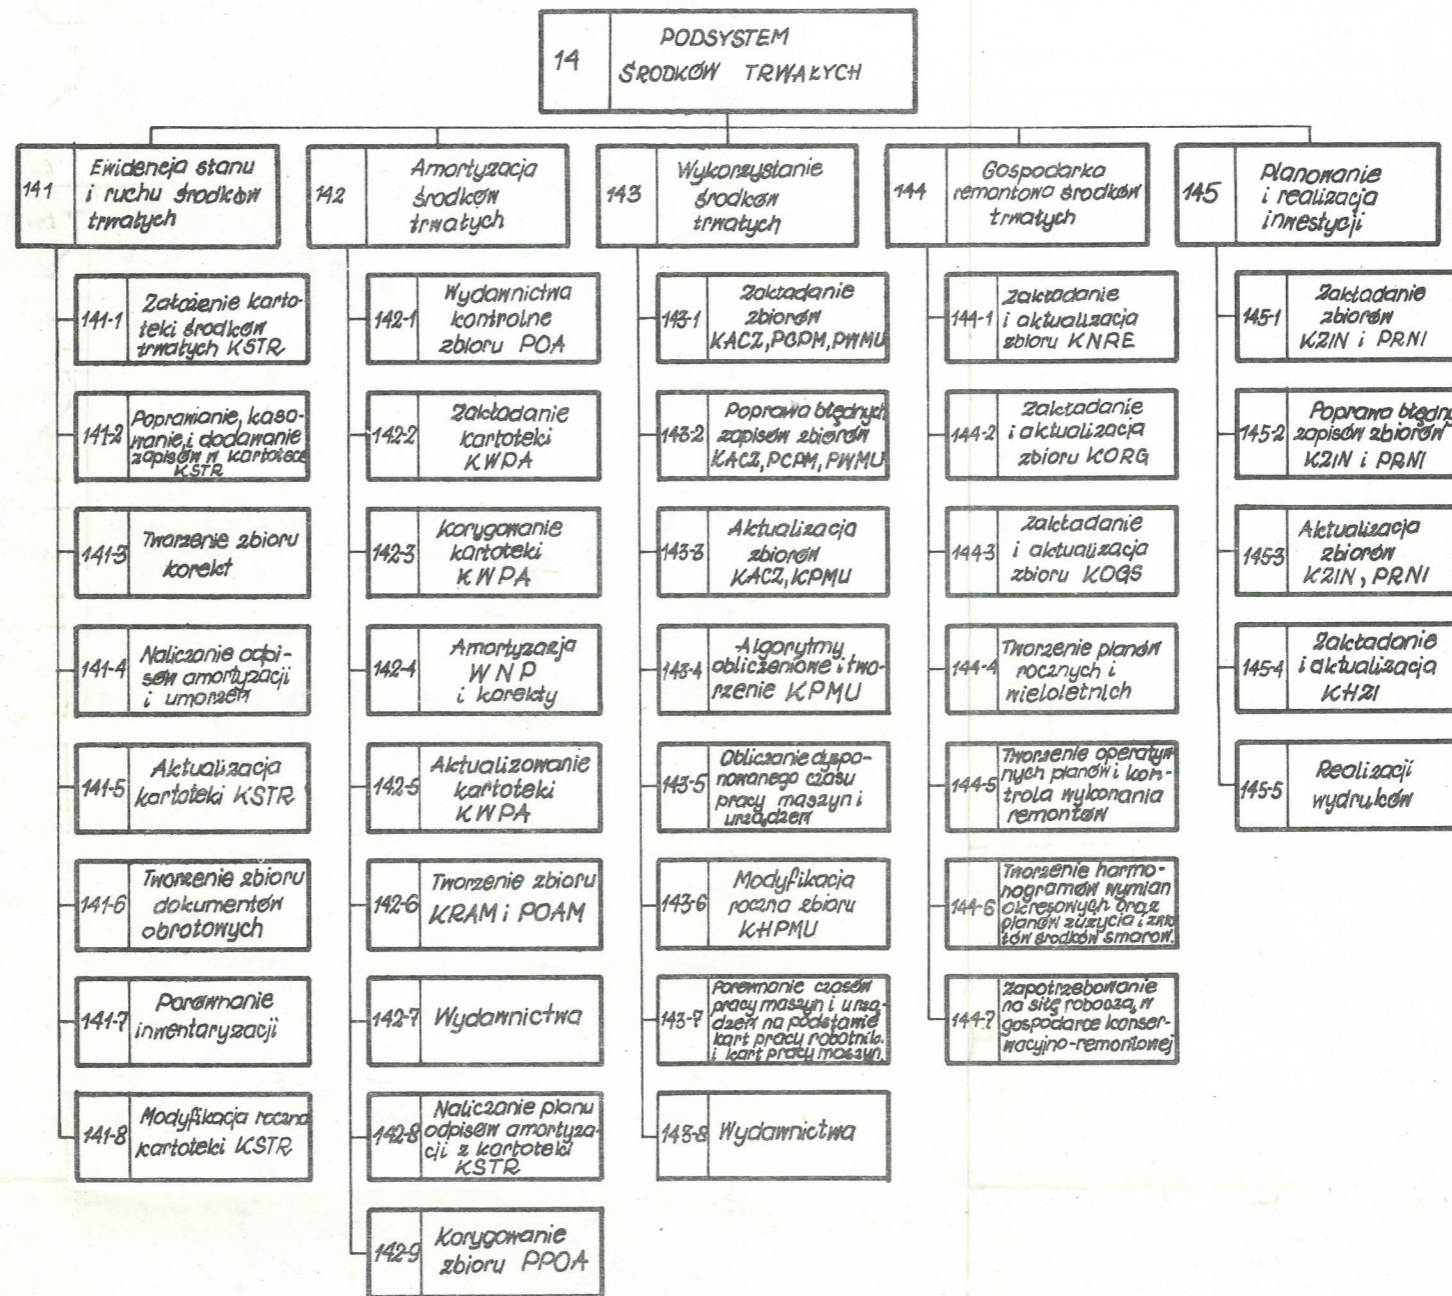 14
PODSYSTEM
ŚRODKÓW TRWAŁYCH
141
Ewidencja stanu
i ruchu środków
trwałych
142
Amortyzacja
środków
trwałych
143
Wykorzystanie
środków
trwałych
144
Gospodarka
remontowa środków
trwałych
145
Planowanie
i realizacja
inwestycji
141-1
Założenie karto-
teki środków
trwałych KSTR
141-2
Poprawianie, kaso-
wanie, i dodawanie
zapisów w kartotece
KSTR
141-3
Tworzenie zbioru
korekt
141-4
Naliczanie odpi-
sów amortyzacji
i umorzeń
141-5
Aktualizacja
kartoteki KSTR
141-6
Tworzenie zbioru
dokumentów
obrotowych
141-7
Porównanie
inwentaryzacji
141-8
Modyfikacja roczna
kartoteki KSTR
142-1
Wydawnictwa
kontrolne
zbioru POA
142-2
Zakładanie
kartoteki
KWPA
142-3
Korygowanie
kartoteki
KWPA
142-4
Amortyzacja
WNP
i korekty
142-5
Aktualizowanie
kartoteki
KWPA
142-6
Tworzenie zbioru
KRAM i POAM
142-7
Wydawnictwa
142-8
Naliczanie planu
odpisów amortyza-
cji z kartoteki
KSTR
142-9
Korygowanie
zbioru PPOA
143-1
Zakładanie
zbiorów
KACZ, PCPM, PWMU
143-2
Poprawa błędnych
zapisów zbiorów
KACZ, PCPM, PWMU
143-3
Aktualizacja
zbiorów
KACZ, KPMU
143-4
Algorytmy
obliczeniowe i two-
rzenie KPMU
143-5
Obliczanie dyspo-
nowanego czasu
pracy maszyn i
urządzeń
143-6
Modyfikacja
roczna zbioru
KHPMU
143-7
Porównanie czasów
pracy maszyn i urzą-
dzeń na podstawie
kart pracy robotnik.
i kart pracy maszyn.
143-8
Wydawnictwa
144-1
Zakładanie
i aktualizacja
zbioru KNRE
144-2
Zakładanie
i aktualizacja
zbioru KORG
144-3
Zakładanie
i aktualizacja
zbioru KOGS
144-4
Tworzenie planów
rocznych i
wieloletnich
144-5
Tworzenie operatyw-
nych planów i kon-
trola wykonania
remontów
144-6
Tworzenie harmo-
nogramów wymian
okresowych oraz
planów zużycia i
tów środków smarow.
144-7
Zapotrzebowanie
na siłę roboczą, w
gospodarce konser-
wacyjno-remontowej
145-1
Zakładanie
zbiorów
KZIN i PRNI
145-2
Poprawa błędn
zapisów zbiorów
KZIN i PRNI
145-3
Aktualizacja
zbiorów
KZIN, PRNI
145-4
Zakładanie
i aktualizacja
KHZI
145-5
Realizacji
wydruków